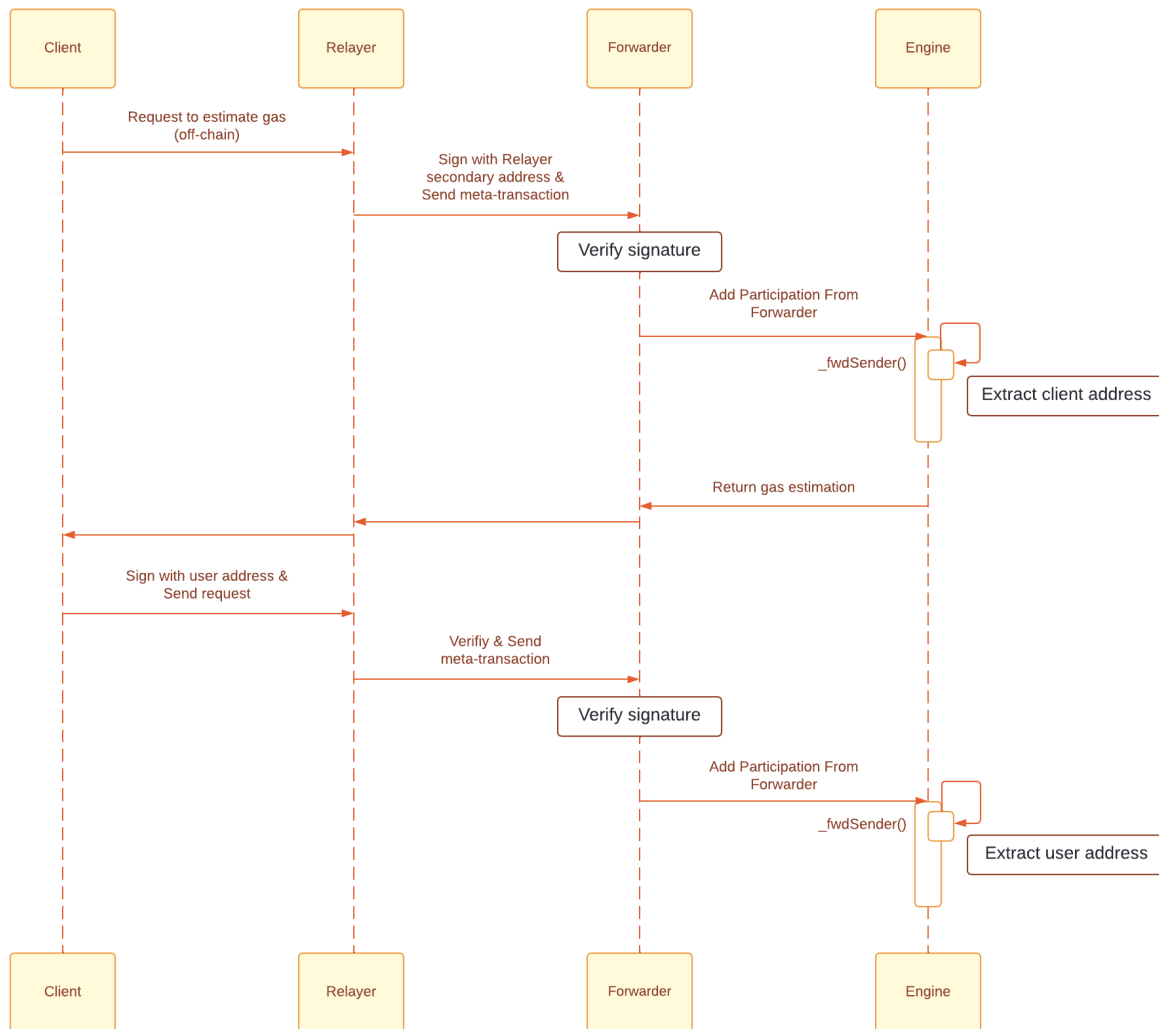 Client
Relayer
Forwarder
Engine
Request to estimate gas
(off-chain)
Sign with Relayer
secondary address &
Send meta-transaction
Verify signature
Add Participation From
Forwarder
_fwdSender()
Extract client address
Return gas estimation
Sign with user address &
Send request
Verifiy & Send
meta-transaction
Verify signature
Add Participation From
Forwarder
_fwdSender()
Extract user address
Client
Relayer
Forwarder
Engine